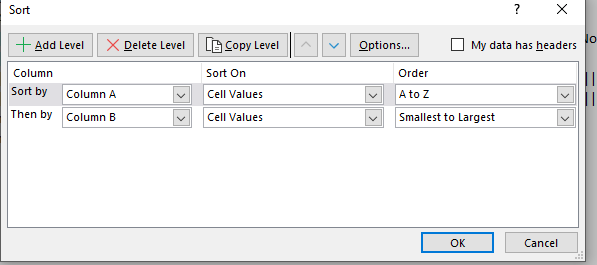 Sort
?
Add Level
Delete Level
Copy Level
Options...
My data has headers
No
Column
Sort On
Order
Sort by
Column A
Cell Values
A to Z
Then by
Column B
Cell Values
Smallest to Largest
OK
Cancel